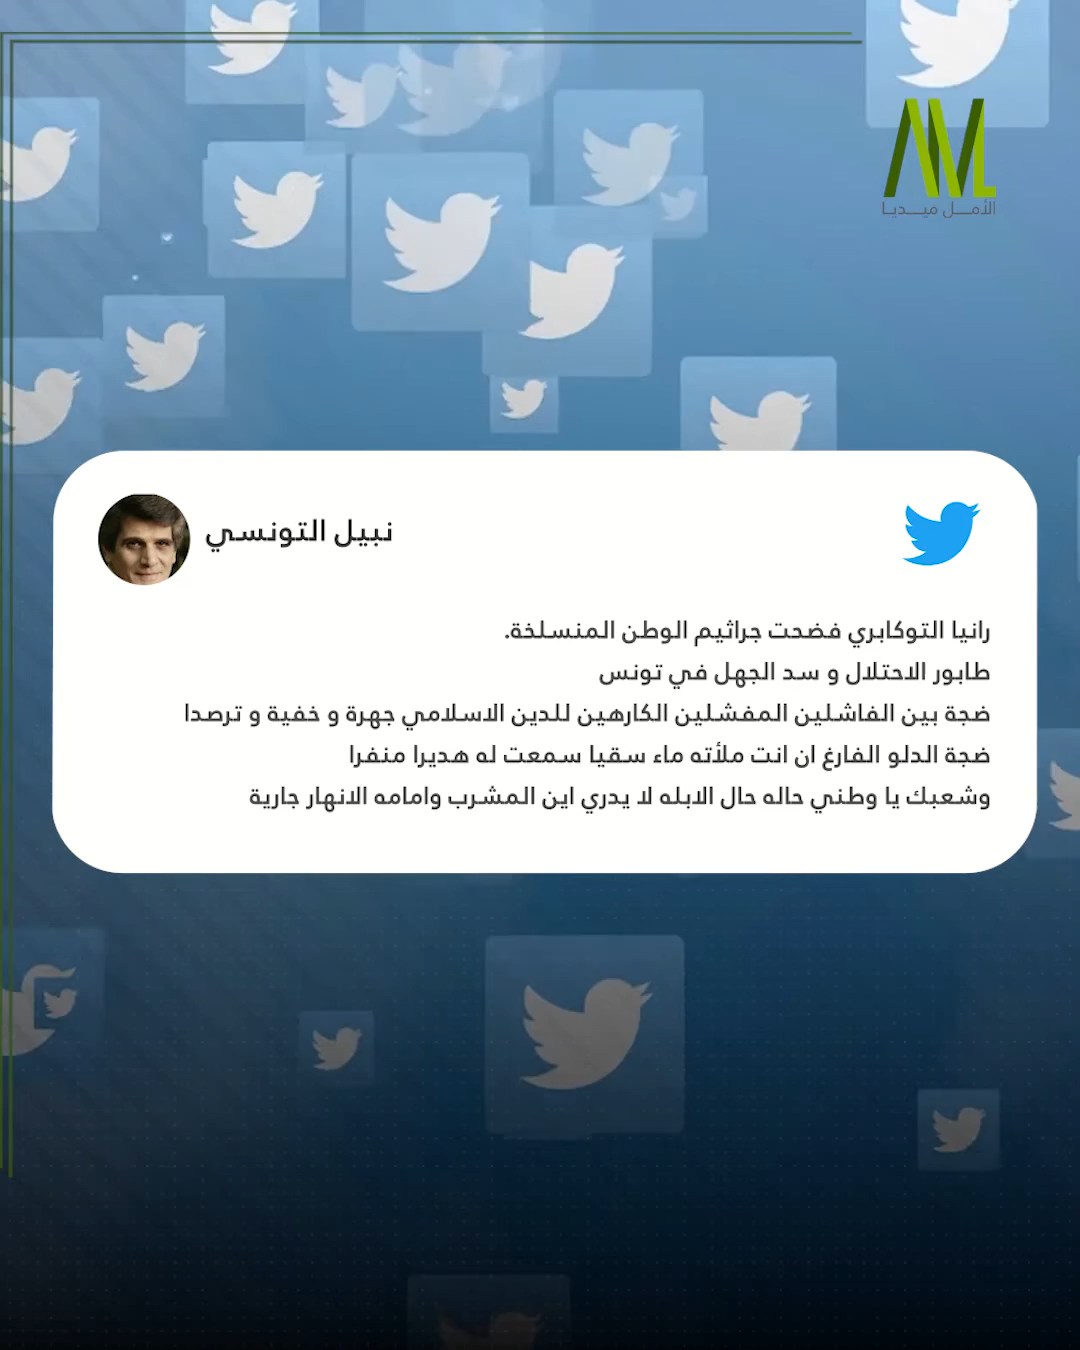 الأمل ميديا
نبيل التونسي
رانيا التوكابري فضحت جراثيم الوطن المنسلخة.
طابور الاحتلال و سد الجهل في تونس
ضجة بين الفاشلين المفشلين الكارهين للدين الاسلامي جهرة و خفية و ترصدا
ضجة الدلو الفارغ ان انت ملأته ماء سقيا سمعت له هديرا منفرا
وشعبك يا وطني حاله حال الابله لا يدري اين المشرب وامامه الانهار جارية